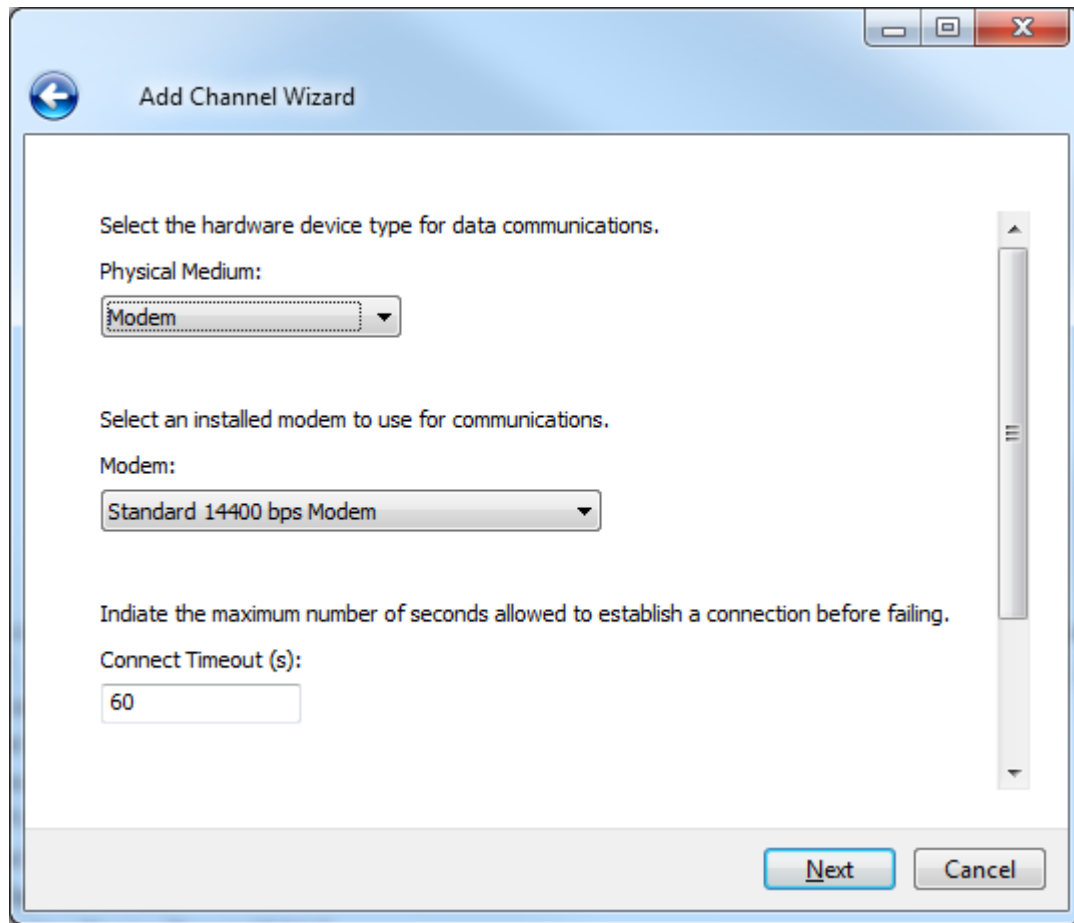 Add Channel Wizard
Select the hardware device type for data communications.
Physical Medium:
Modem
Select an installed modem to use for communications.
Modem:
Standard 14400 bps Modem
Indiate the maximum number of seconds allowed to establish a connection before failing.
Connect Timeout (s):
60
Next
Cancel